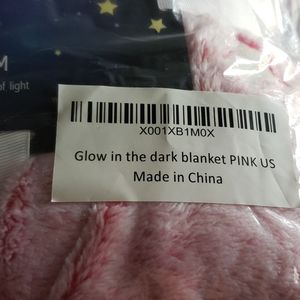 M
of light
X001XB1M0X
Glow in the dark blanket PINK US
Made in China